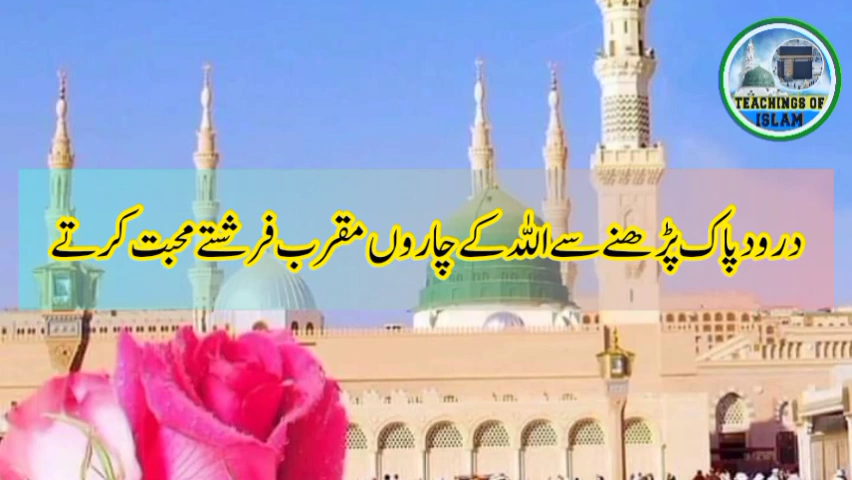 TEACHINGS OF
ISLAM
درود پاک پڑھنے سے اللہ کے چاروں مقرب فرشتے محبت کرتے